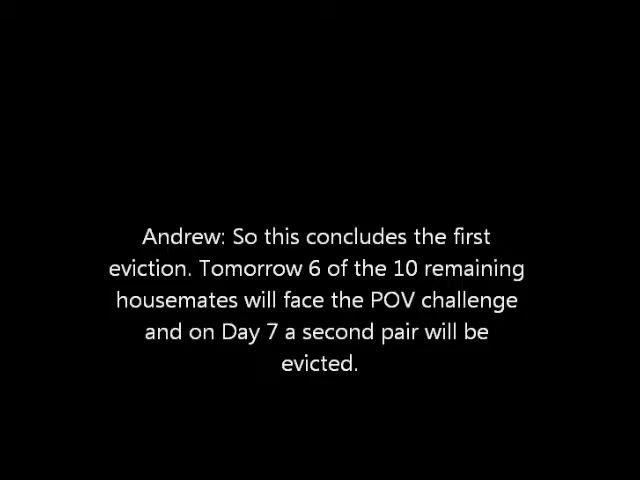 Andrew: So this concludes the first
eviction. Tomorrow 6 of the 10 remaining
housemates will face the POV challenge
and on Day 7 a second pair will be
evicted.